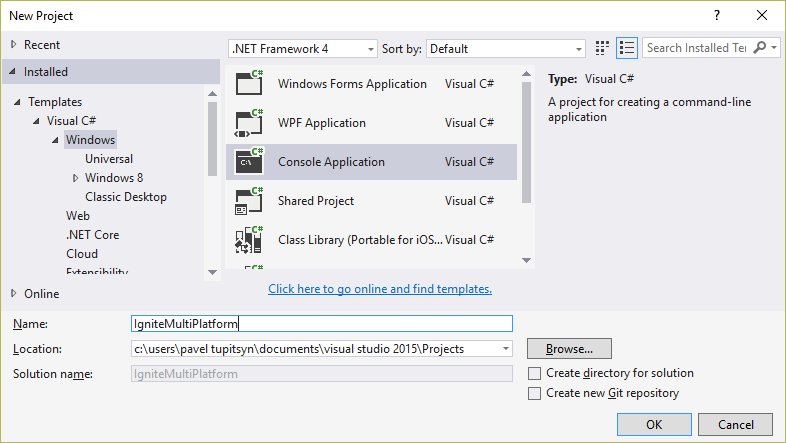 New Project
? 
Recent
.NET Framework 4
Sort by:
Default
Search Installed Te
Installed
Templates
Visual C#
Windows
Universal
Windows 8
Classic Desktop
Web
.NET Core
Cloud
Extensibility
Online
C# Windows Forms Application Visual C#
C# WPF Application Visual C#
C# C:\ Console Application Visual C#
C# Shared Project Visual C#
C# Class Library (Portable for iOS... Visual C#
C#
Click here to go online and find templates.
Type: Visual C#
A project for creating a command-line
application
Name: IgniteMultiPlatform
Location: c:\users\pavel tupitsyn\documents\visual studio 2015\Projects
Browse...
Solution name: IgniteMultiPlatform
Create directory for solution
Create new Git repository
OK
Cancel